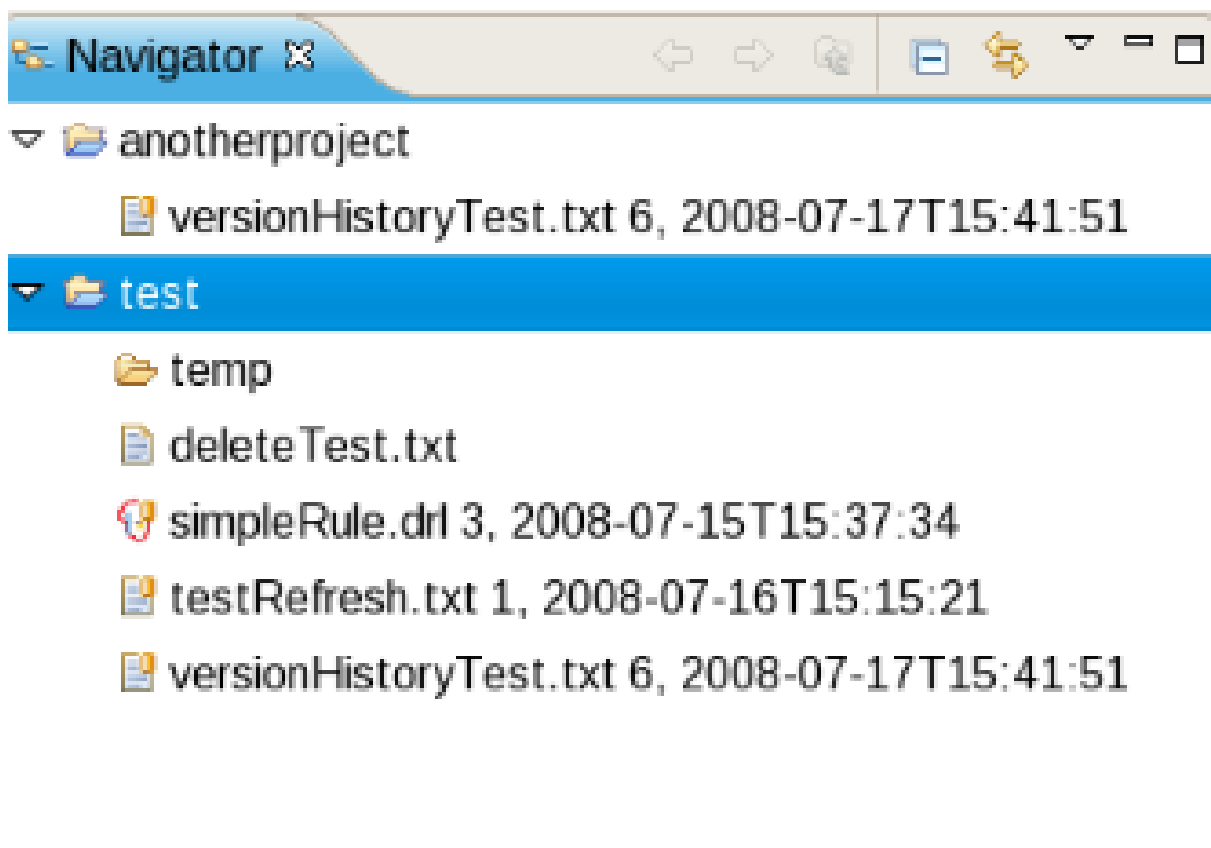 Navigator
anotherproject
versionHistoryTest.txt 6, 2008-07-17T15:41:51
test
temp
deleteTest.txt
simpleRule.drl 3, 2008-07-15T15:37:34
testRefresh.txt 1, 2008-07-16T15:15:21
versionHistoryTest.txt 6, 2008-07-17T15:41:51